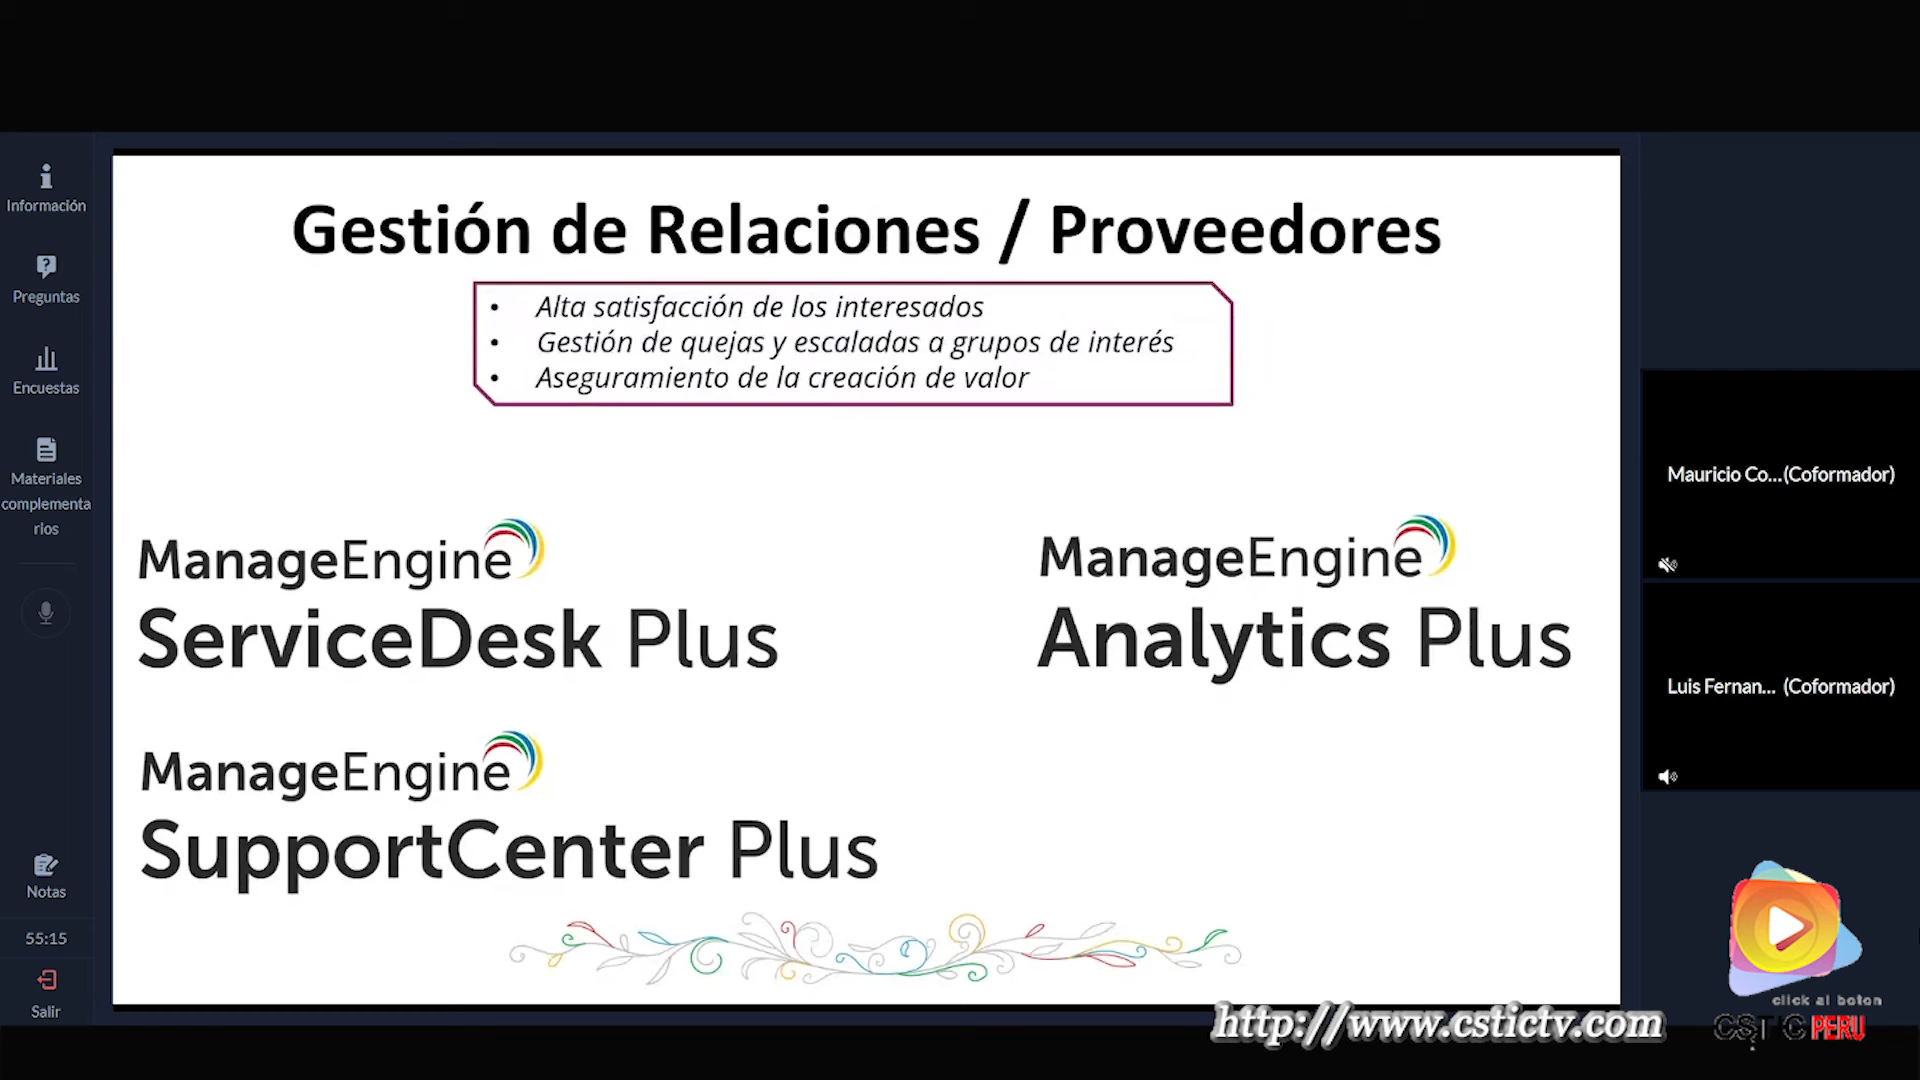 Información
Preguntas
Encuestas
Materiales
complementa
rios
Notas
55:15
Salir
Gestión de Relaciones / Proveedores
• Alta satisfacción de los interesados
• Gestión de quejas y escaladas a grupos de interés
• Aseguramiento de la creación de valor
ManageEngine
ServiceDesk Plus
ManageEngine
Analytics Plus
ManageEngine
SupportCenter Plus
Mauricio Co...(Coformador)
Luis Fernan... (Coformador)
click al boton
CSTIC PERU
http://www.cstictv.com